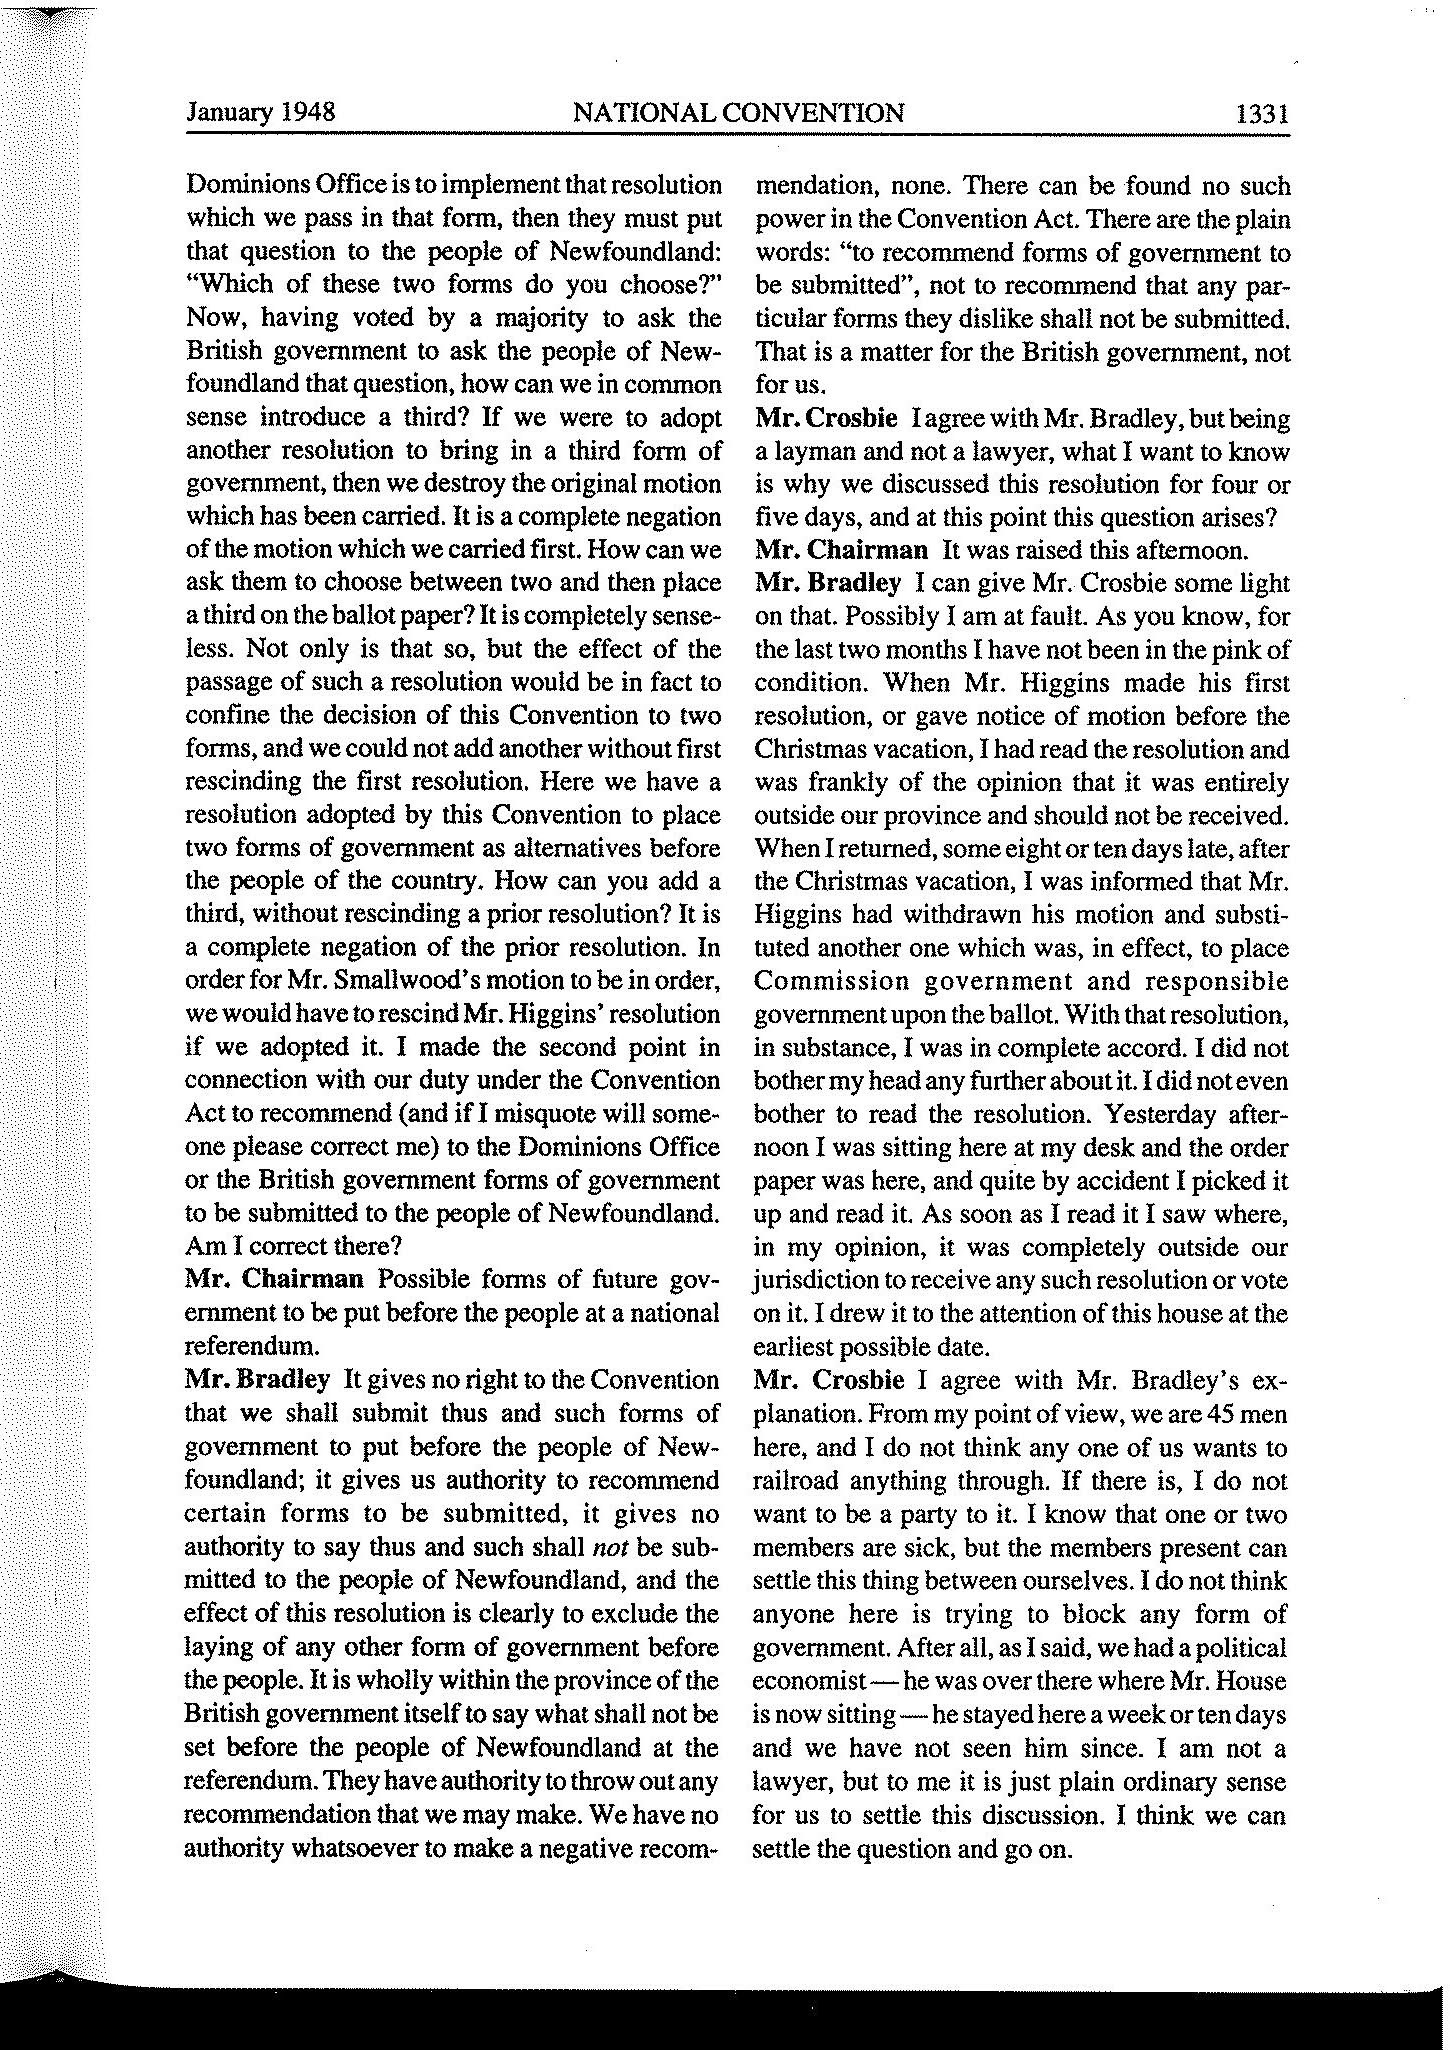 January 1948 NATIONAL CONVENTION 1331
Dominions Office is to implement that resolution
which we pass in that form, then they must put
that question to the people of Newfoundland:
“Which of these two forms do you choose?”
Now, having voted by a majority to ask the
British government to ask the people of New-
foundland that question, how can we in common
sense introduce a third? If we were to adopt
another resolution to bring in a third form of
government, then we destroy the original motion
which has been carried. It is a complete negation
of the motion which we carried first. How can we
ask them to choose between two and then place
a third on the ballot paper? It is completely sense-
less. Not only is that so, but the effect of the
passage of such a resolution would be in fact to
confine the decision of this Convention to two
forms, and we could not add another without first
rescinding the first resolution. Here we have a
resolution adopted by this Convention to place
two forms of government as alternatives before
the people of the country. How can you add a
third, without rescinding a prior resolution? It is
a complete negation of the prior resolution. In
order for Mr. Smallwood's motion to be in order,
we would have to rescind Mr. Higgins' resolution
if we adopted it. I made the second point in
connection with our duty under the Convention
Act to recommend (and if I misquote will some-
one please correct me) to the Dominions Office
or the British government forms of government
to be submitted to the people of Newfoundland.
Am I correct there?
Mr. Chairman Possible forms of future gov-
ernment to be put before the people at a national
referendum.
Mr. Bradley It gives no right to the Convention
that we shall submit thus and such forms of
government to put before the people of New-
foundland; it gives us authority to recommend
certain forms to be submitted, it gives no
authority to say thus and such shall not be sub-
mitted to the people of Newfoundland, and the
effect of this resolution is clearly to exclude the
laying of any other form of government before
the people. It is wholly within the province of the
British government itself to say what shall not be
set before the people of Newfoundland at the
referendum. They have authority to throw out any
recommendation that we may make. We have no
authority whatsoever to make a negative recom-
mendation, none. There can be found no such
power in the Convention Act. There are the plain
words: “to recommend forms of government to
be submitted”, not to recommend that any par-
ticular forms they dislike shall not be submitted.
That is a matter for the British government, not
for us.
Mr. Crosbie I agree with Mr. Bradley, but being
a layman and not a lawyer, what I want to know
is why we discussed this resolution for four or
five days, and at this point this question arises?
Mr. Chairman It was raised this afternoon.
Mr. Bradley I can give Mr. Crosbie some light
on that. Possibly I am at fault. As you know, for
the last two months I have not been in the pink of
condition. When Mr. Higgins made his first
resolution, or gave notice of motion before the
Christmas vacation, I had read the resolution and
was frankly of the opinion that it was entirely
outside our province and should not be received.
When I returned, some eight or ten days late, after
the Christmas vacation, I was informed that Mr.
Higgins had withdrawn his motion and substi-
tuted another one which was, in effect, to place
Commission government and responsible
government upon the ballot. With that resolution,
in substance, I was in complete accord. I did not
bother my head any further about it. I did not even
bother to read the resolution. Yesterday after-
noon I was sitting here at my desk and the order
paper was here, and quite by accident I picked it
up and read it. As soon as I read it I saw where,
in my opinion, it was completely outside our
jurisdiction to receive any such resolution or vote
on it. I drew it to the attention of this house at the
earliest possible date.
Mr. Crosbie I agree with Mr. Bradley's ex-
planation. From my point of view, we are 45 men
here, and I do not think any one of us wants to
railroad anything through. If there is, I do not
want to be a party to it. I know that one or two
members are sick, but the members present can
settle this thing between ourselves. I do not think
anyone here is trying to block any form of
government. After all, as I said, we had a political
economist — he was over there where Mr. House
is now sitting — he stayed here a week or ten days
and we have not seen him since. I am not a
lawyer, but to me it is just plain ordinary sense
for us to settle this discussion. I think we can
settle the question and go on.